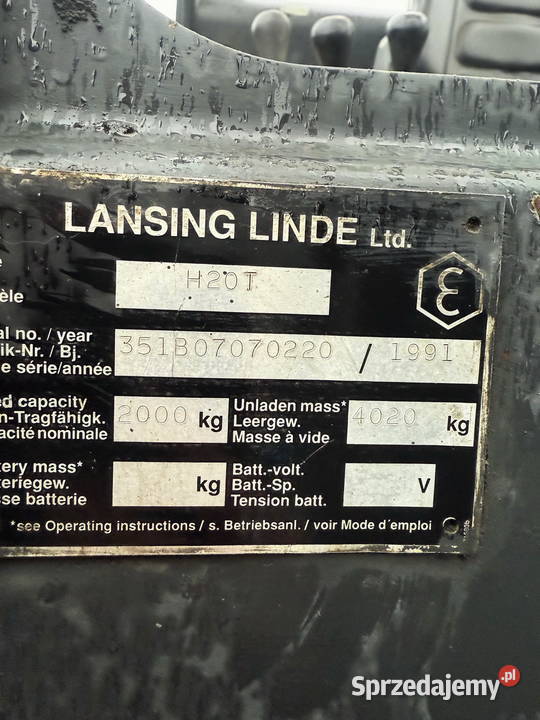 LANSING LINDE Ltd.
H20T
èle
al no. / year
ik-Nr. / Bj.
e série/année
351B07070220 / 1991
ed capacity
n-Tragfähigk.
acité nominale
2000 kg
Unladen mass*
Leergew.
Masse à vide
4020 kg
tery mass*
teriegew.
sse batterie
kg
Batt.-volt.
Batt.-Sp.
Tension batt.
V
*see Operating instructions / s. Betriebsanl. / voir Mode d'emploi
Sprzedajemy.pl